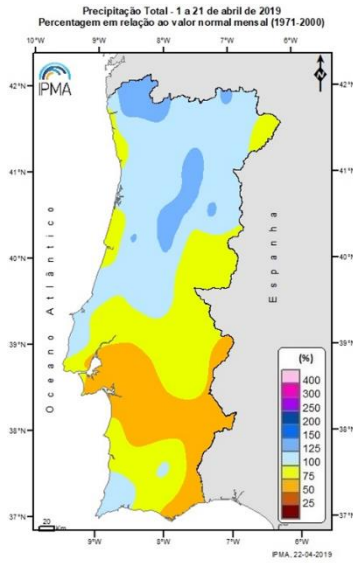 Precipitação Total - 1 a 21 de abril de 2019
Percentagem em relação ao valor normal mensal (1971-2000)
10°W 9°W 8°W 7°W 6°W
42°N
42°N
IPMA
N
41°N
41°N
Oceano Atlântico
Espanha
40°N
40°N
39°N
39°N
(%)
400
300
250
200
150
125
100
75
50
25
38°N
38°N
37°N
37°N
20
Km
9°W 8°W 7°W 6°W
IPMA, 22-04-2019